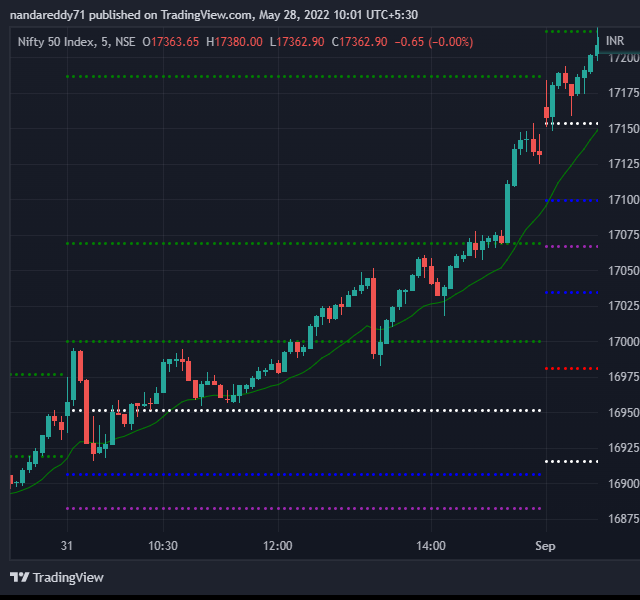 nandareddy71 published on TradingView.com, May 28, 2022 10:01 UTC+5:30
Nifty 50 Index, 5, NSE O17363.65 H17380.00 L17362.90 C17362.90 −0.65 (−0.00%)
INR
17200
17175
17150
17125
17100
17075
17050
17025
17000
16975
16950
16925
16900
16875
31 10:30 12:00 14:00 Sep
TradingView